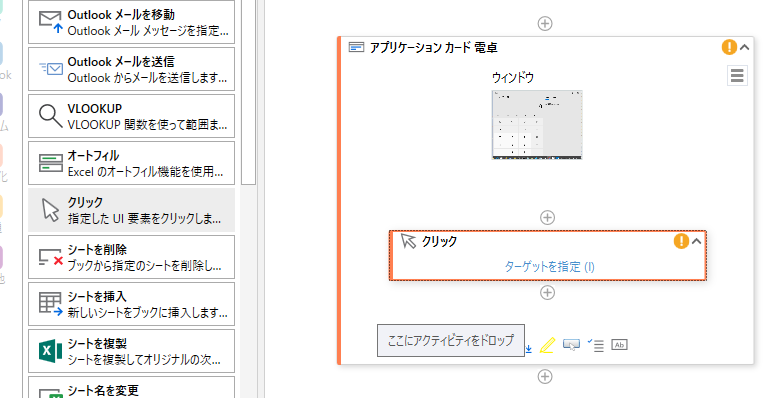 Outlook メールを移動
Outlook メール メッセージを指定...
Outlook メールを送信
Outlook からメールを送信します...
VLOOKUP
VLOOKUP 関数を使って範囲ま...
オートフィル
Excel のオートフィル機能を使用...
クリック
指定した UI 要素をクリックしま...
シートを削除
ブックから指定のシートを削除し...
シートを挿入
新しいシートをブックに挿入します...
シートを複製
シートを複製してオリジナルの次...
シート名を変更
ook
ム
化
他
アプリケーション カード 電卓
ウィンドウ
クリック
ターゲットを指定 (I)
ここにアクティビティをドロップ
Ab